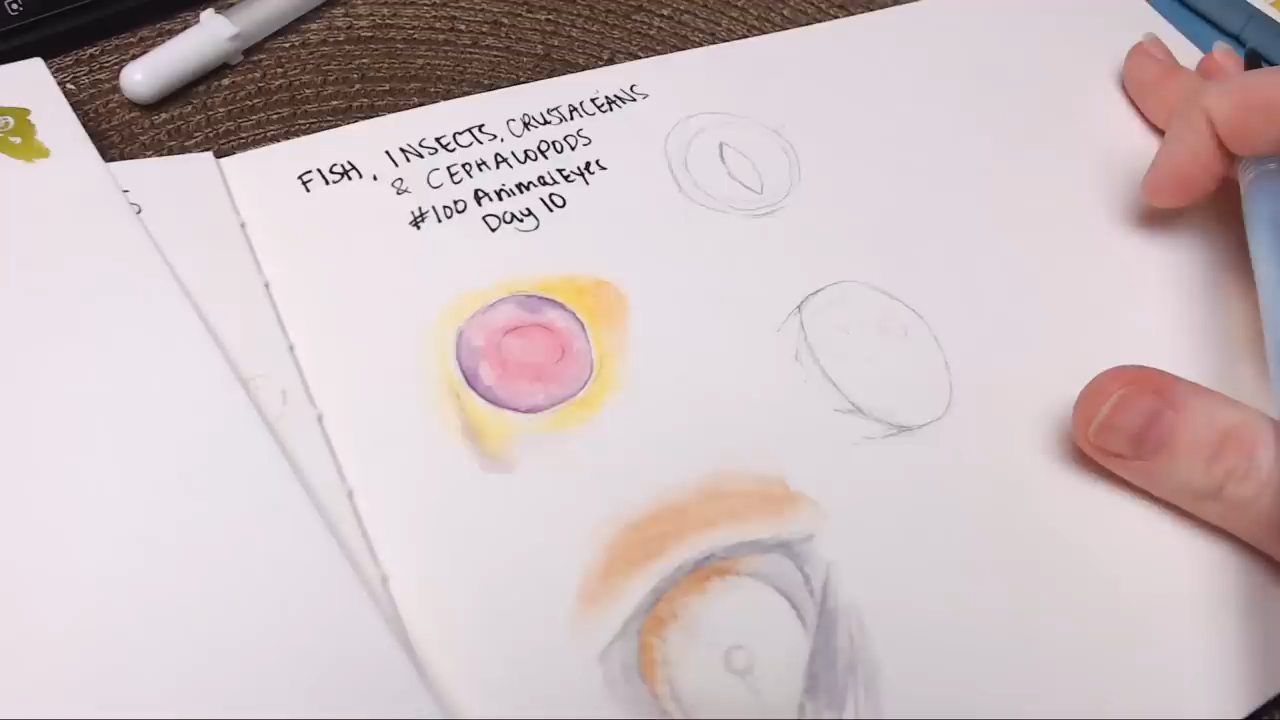 FISH, INSECTS, CRUSTACEANS
& CEPHALOPODS
#100 AnimalEyes
Day 10